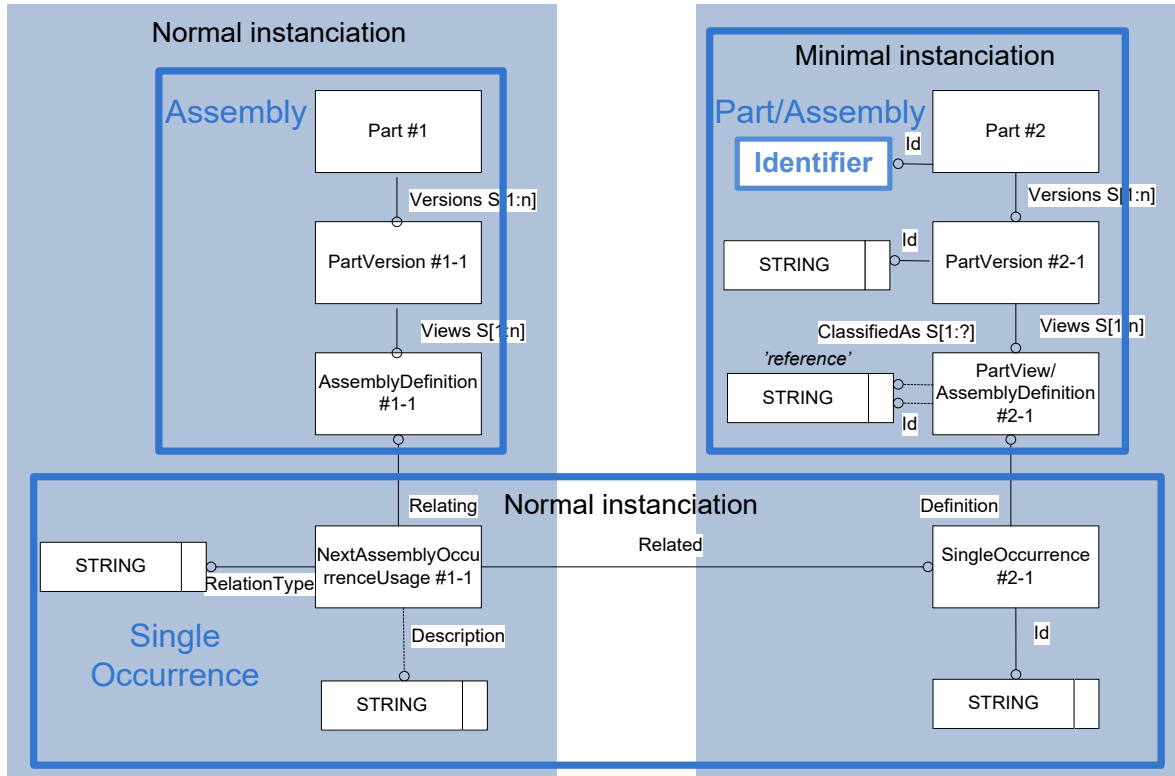 Normal instanciation
Minimal instanciation
Assembly
Part #1
Versions S[1:n]
PartVersion #1-1
Views S[1:n]
AssemblyDefinition
#1-1
Part/Assembly
Part #2
Id
Identifier
Versions S[1:n]
Id
STRING
PartVersion #2-1
ClassifiedAs S[1:?]
Views S[1:n]
'reference'
STRING
PartView/
AssemblyDefinition
#2-1
Id
Normal instanciation
Relating
Definition
STRING
RelationType
NextAssemblyOccu
rrenceUsage #1-1
Related
SingleOccurrence
#2-1
Single
Occurrence
Description
Id
STRING
STRING